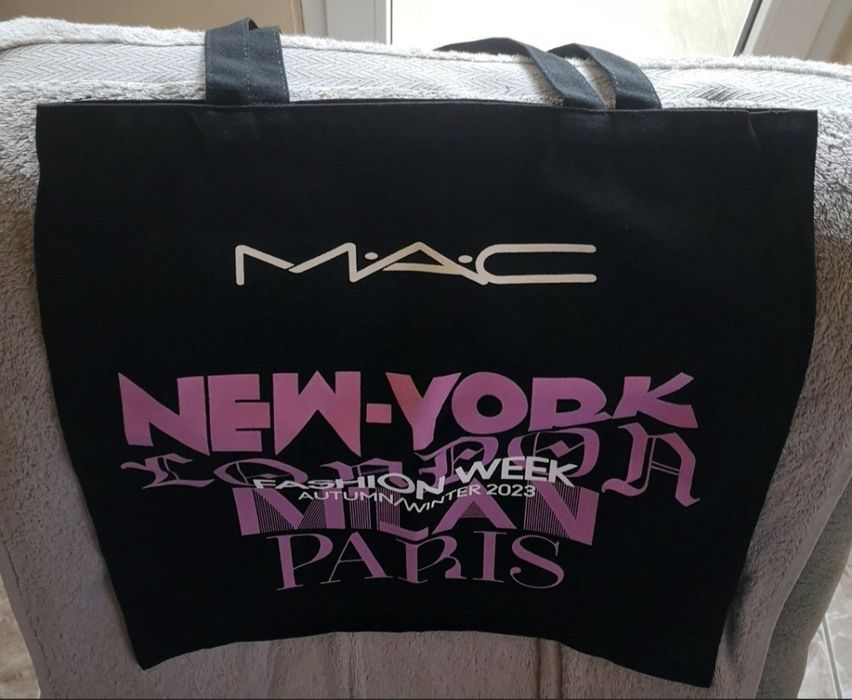 M·A·C
NEW-YORK
LONDON
FASHION WEEK
AUTUMN/WINTER 2023
MILAN
PARIS